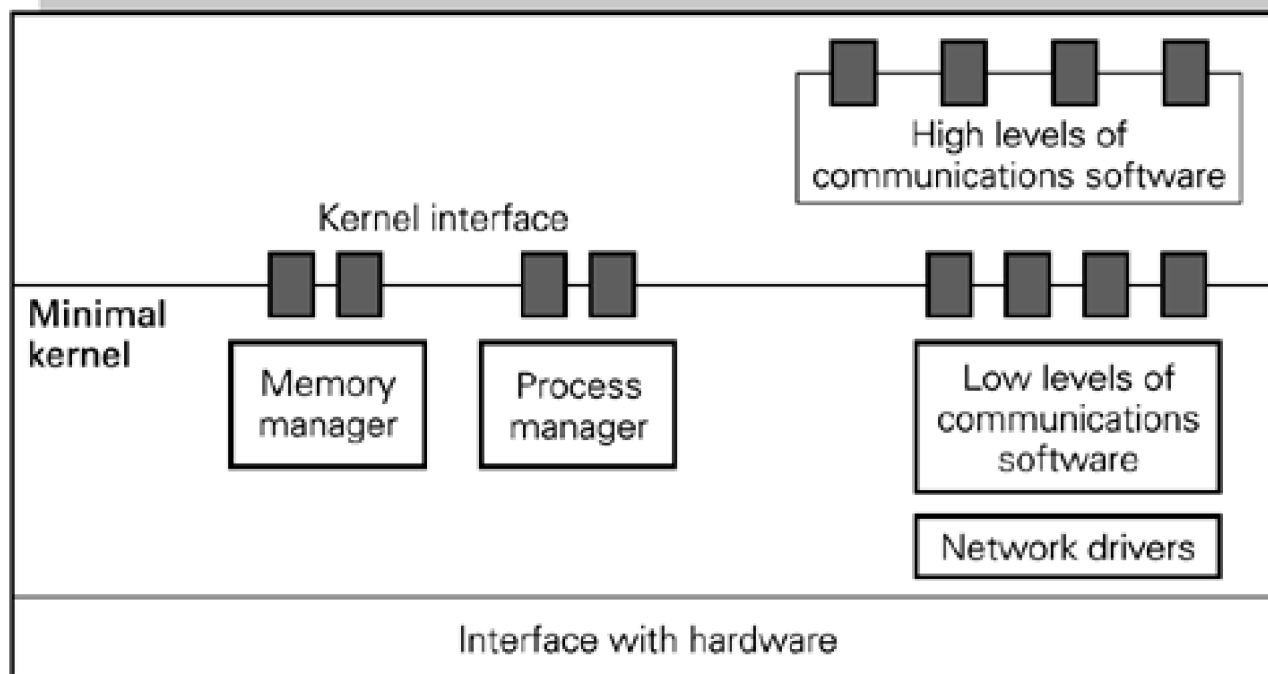 High levels of
communications software
Kernel interface
Minimal
kernel
Memory
manager
Process
manager
Low levels of
communications
software
Network drivers
Interface with hardware